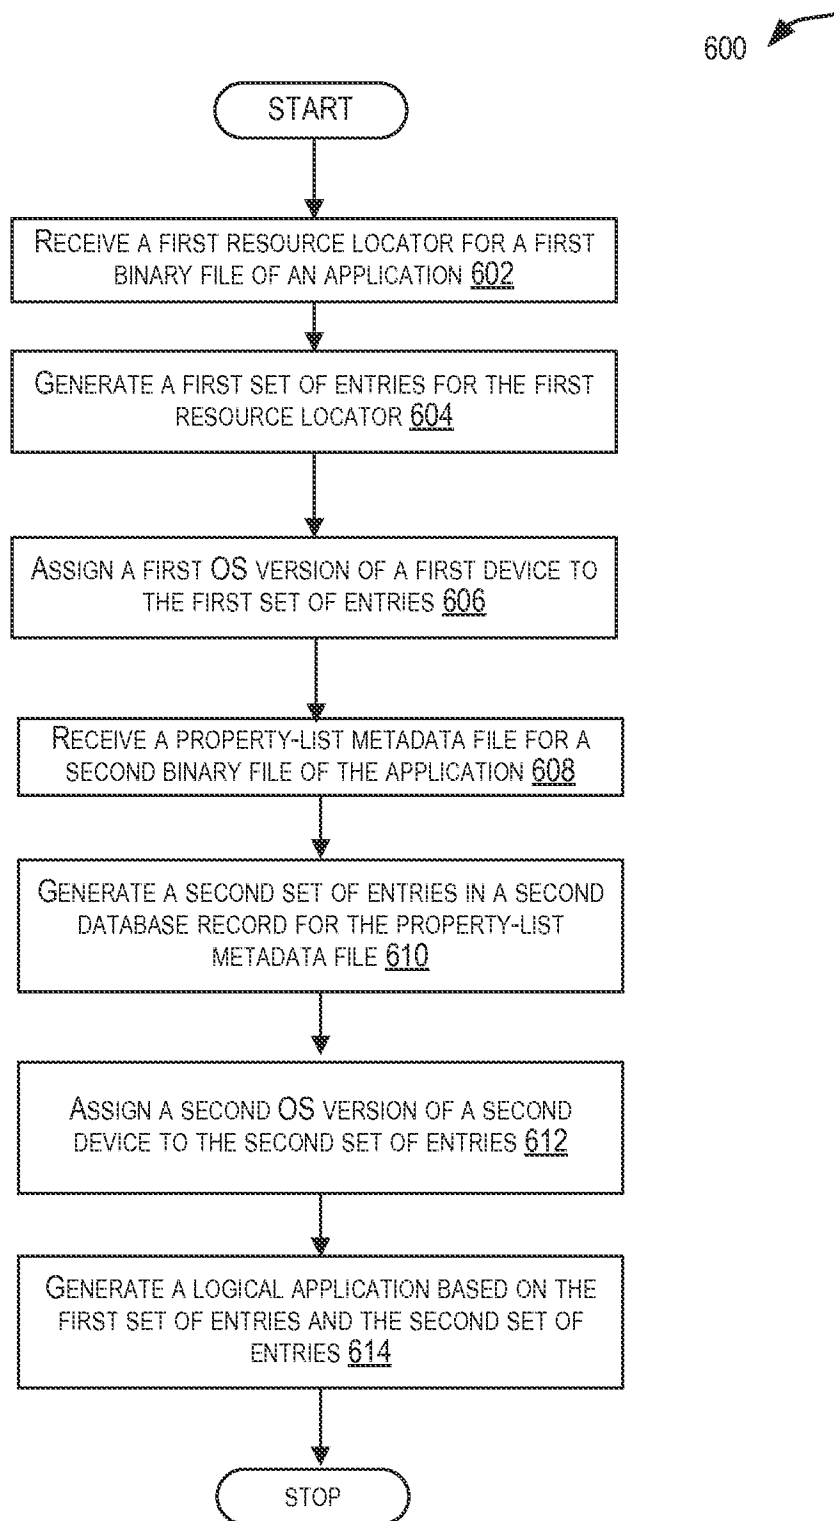 600
START
RECEIVE A FIRST RESOURCE LOCATOR FOR A FIRST
BINARY FILE OF AN APPLICATION 602
GENERATE A FIRST SET OF ENTRIES FOR THE FIRST
RESOURCE LOCATOR 604
ASSIGN A FIRST OS VERSION OF A FIRST DEVICE TO
THE FIRST SET OF ENTRIES 606
RECEIVE A PROPERTY-LIST METADATA FILE FOR A
SECOND BINARY FILE OF THE APPLICATION 608
GENERATE A SECOND SET OF ENTRIES IN A SECOND
DATABASE RECORD FOR THE PROPERTY-LIST
METADATA FILE 610
ASSIGN A SECOND OS VERSION OF A SECOND
DEVICE TO THE SECOND SET OF ENTRIES 612
GENERATE A LOGICAL APPLICATION BASED ON THE
FIRST SET OF ENTRIES AND THE SECOND SET OF
ENTRIES 614
STOP